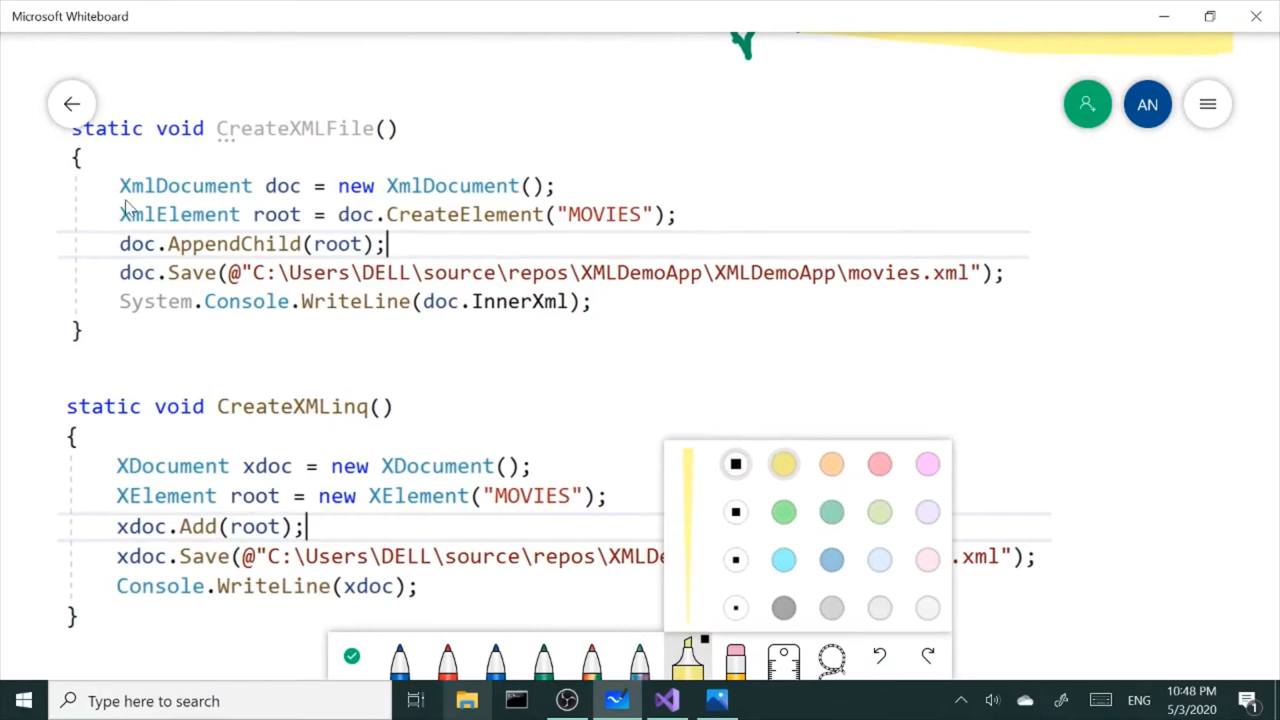 Microsoft Whiteboard
AN
static void CreateXMLFile()
{
XmlDocument doc = new XmlDocument();
XmlElement root = doc.CreateElement("MOVIES");
doc.AppendChild(root);
doc.Save(@"C:\Users\DELL\source\repos\XMLDemoApp\XMLDemoApp\movies.xml");
System.Console.WriteLine(doc.InnerXml);
}
static void CreateXMLinq()
{
XDocument xdoc = new XDocument();
XElement root = new XElement("MOVIES");
xdoc.Add(root);
xdoc.Save(@"C:\Users\DELL\source\repos\XMLDe .xml");
Console.WriteLine(xdoc);
}
Type here to search
ENG
10:48 PM
5/3/2020
1